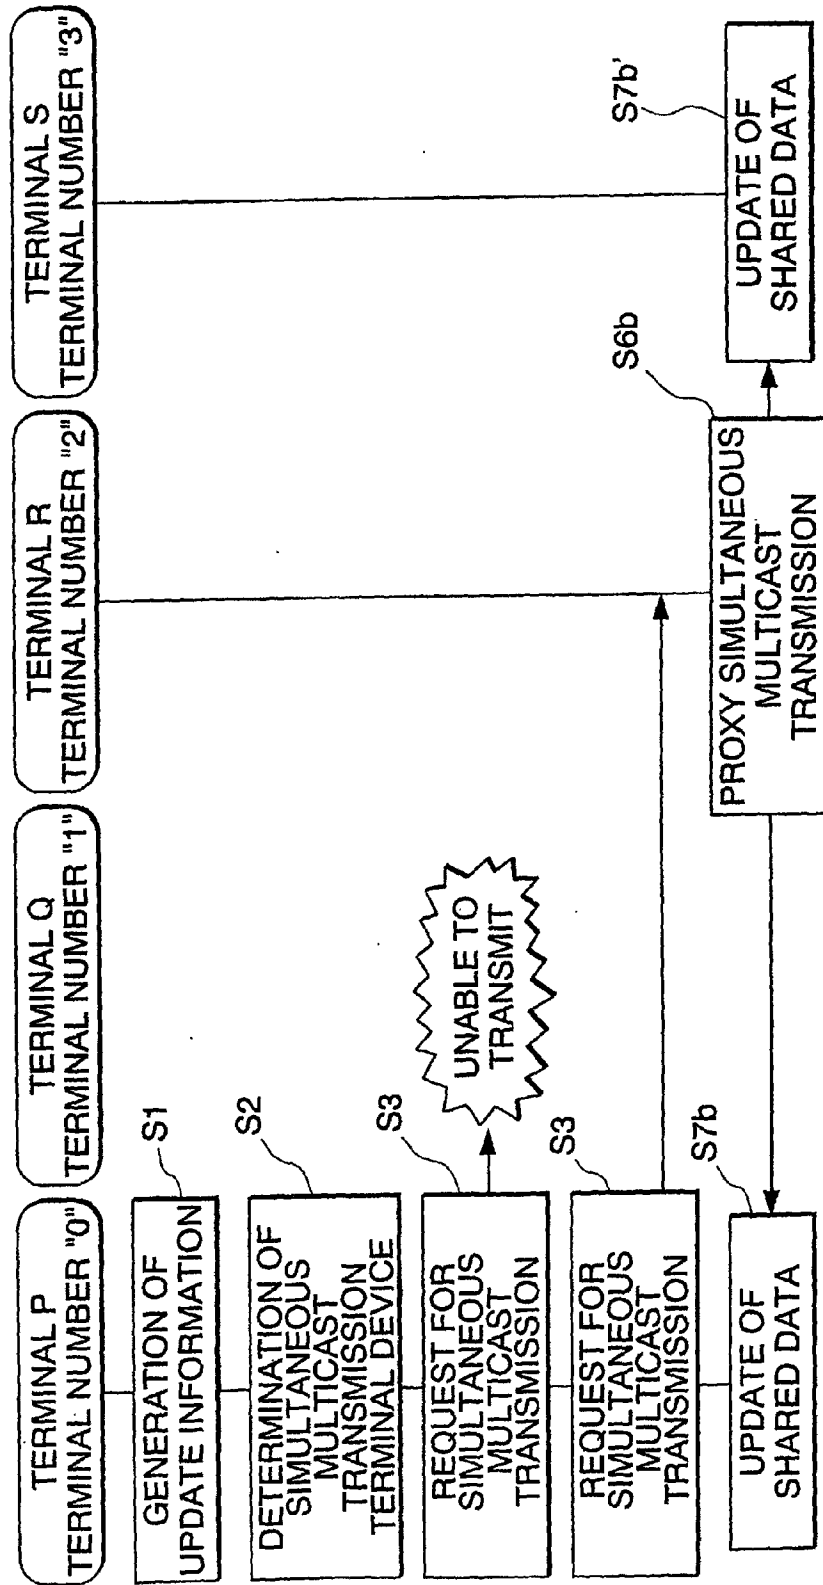 TERMINAL P
TERMINAL NUMBER "0"
TERMINAL Q
TERMINAL NUMBER "1"
TERMINAL R
TERMINAL NUMBER "2"
TERMINAL S
TERMINAL NUMBER "3"
S1
GENERATION OF
UPDATE INFORMATION
S2
DETERMINATION OF
SIMULTANEOUS
MULTICAST
TRANSMISSION
TERMINAL DEVICE
S3
REQUEST FOR
SIMULTANEOUS
MULTICAST
TRANSMISSION
UNABLE TO
TRANSMIT
S3
REQUEST FOR
SIMULTANEOUS
MULTICAST
TRANSMISSION
S7b
UPDATE OF
SHARED DATA
S6b
PROXY SIMULTANEOUS
MULTICAST
TRANSMISSION
S7b'
UPDATE OF
SHARED DATA